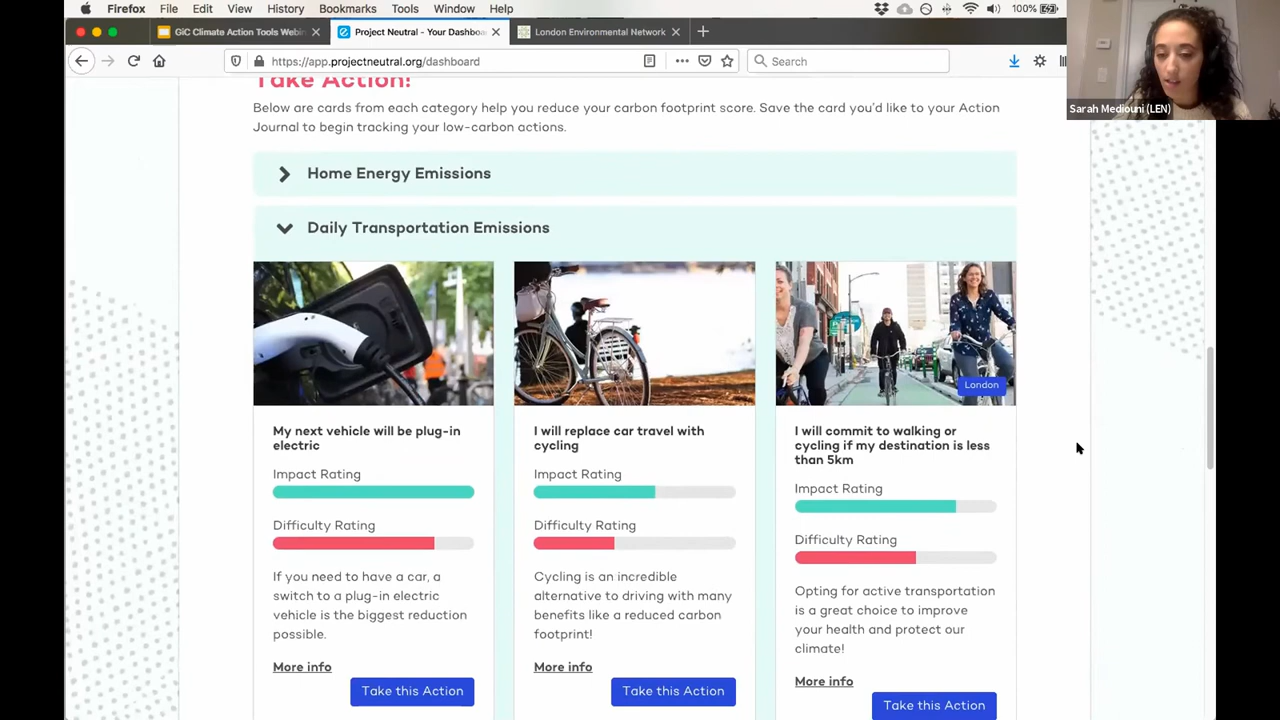 Firefox File Edit View History Bookmarks Tools Window Help 100%
GiC Climate Action Tools Webin
Project Neutral - Your Dashboa
London Environmental Network
https://app.projectneutral.org/dashboard
Search
Sarah Mediouni (LEN)
Take Action!
Below are cards from each category help you reduce your carbon footprint score. Save the card you'd like to your Action
Journal to begin tracking your low-carbon actions.
Home Energy Emissions
Daily Transportation Emissions
My next vehicle will be plug-in
electric
Impact Rating
Difficulty Rating
If you need to have a car, a
switch to a plug-in electric
vehicle is the biggest reduction
possible.
More info
Take this Action
I will replace car travel with
cycling
Impact Rating
Difficulty Rating
Cycling is an incredible
alternative to driving with many
benefits like a reduced carbon
footprint!
More info
Take this Action
London
I will commit to walking or
cycling if my destination is less
than 5km
Impact Rating
Difficulty Rating
Opting for active transportation
is a great choice to improve
your health and protect our
climate!
More info
Take this Action